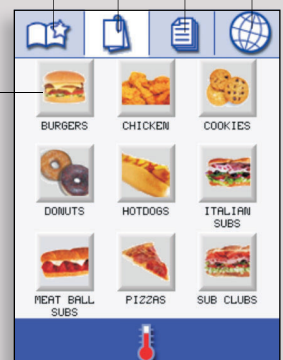 BURGERS CHICKEN COOKIES
DONUTS HOTDOGS ITALIAN
SUBS
MEAT BALL PIZZAS SUB CLUBS
SUBS